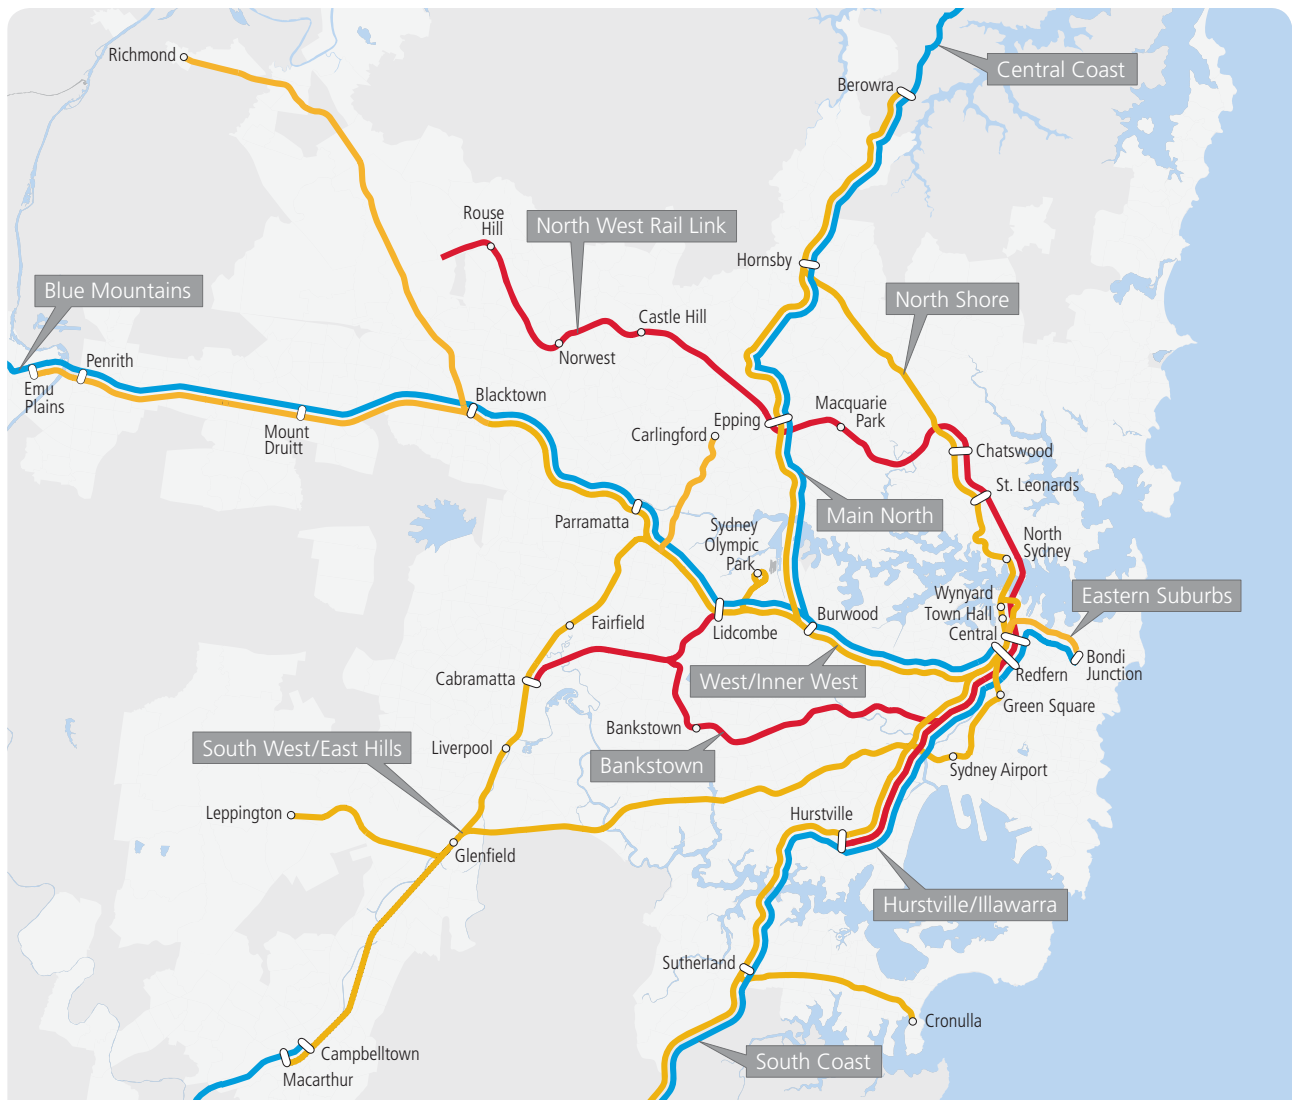 Richmond
Central Coast
Berowra
Rouse
Hill
North West Rail Link
Hornsby
Blue Mountains
North Shore
Castle Hill
Norwest
Penrith
Emu
Plains
Blacktown
Mount
Druitt
Epping
Macquarie
Park
Carlingford
Chatswood
St. Leonards
Main North
Parramatta
Sydney
Olympic
Park
North
Sydney
Wynyard
Town Hall
Central
Eastern Suburbs
Burwood
Lidcombe
Fairfield
Bondi
Junction
Redfern
Cabramatta
West/Inner West
Green Square
Bankstown
South West/East Hills
Liverpool
Bankstown
Sydney Airport
Leppington
Hurstville
Glenfield
Hurstville/Illawarra
Sutherland
Cronulla
Campbelltown
South Coast
Macarthur